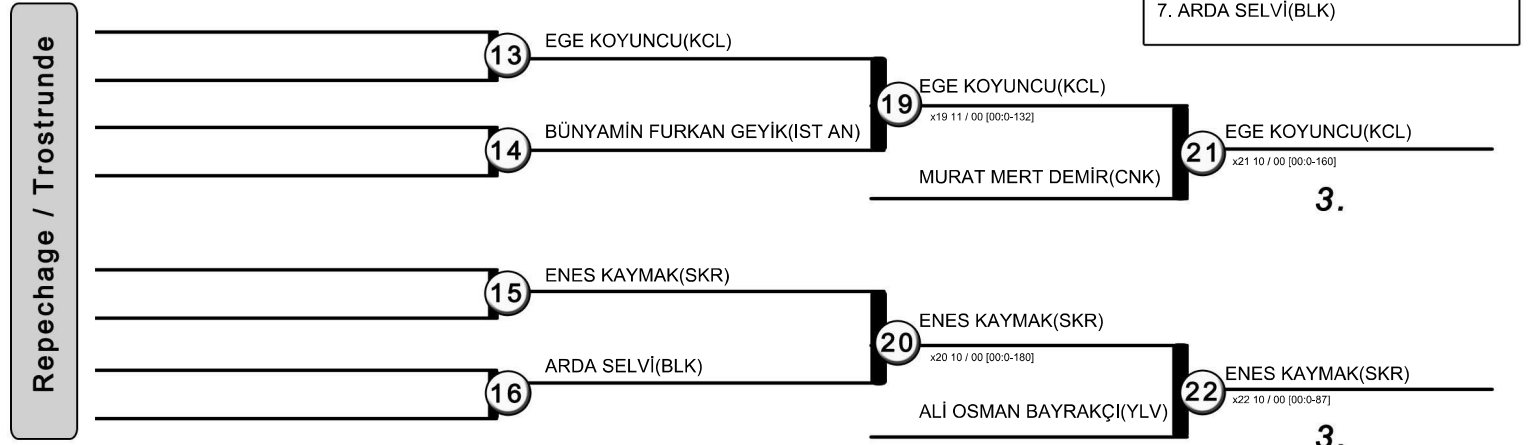 7. ARDA SELVİ(BLK)
Repechage / Trostrunde
13
EGE KOYUNCU(KCL)
19
EGE KOYUNCU(KCL)
x19 11 / 00 [00:0-132]
14
BÜNYAMİN FURKAN GEYİK(IST AN)
21
EGE KOYUNCU(KCL)
x21 10 / 00 [00:0-160]
MURAT MERT DEMİR(CNK)
3.
15
ENES KAYMAK(SKR)
20
ENES KAYMAK(SKR)
x20 10 / 00 [00:0-180]
16
ARDA SELVİ(BLK)
22
ENES KAYMAK(SKR)
x22 10 / 00 [00:0-87]
ALİ OSMAN BAYRAKÇI(YLV)
3.